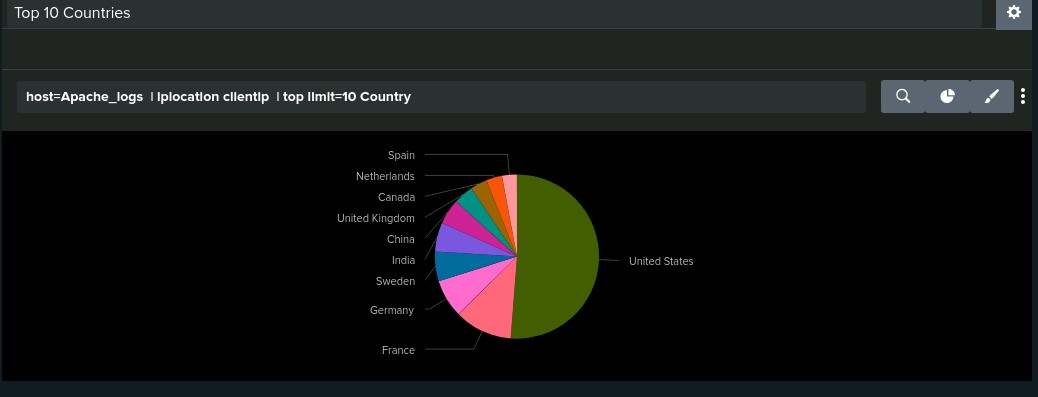 Top 10 Countries
host=Apache_logs | iplocation clientip | top limit=10 Country
Spain
Netherlands
Canada
United Kingdom
China
India
Sweden
Germany
France
United States